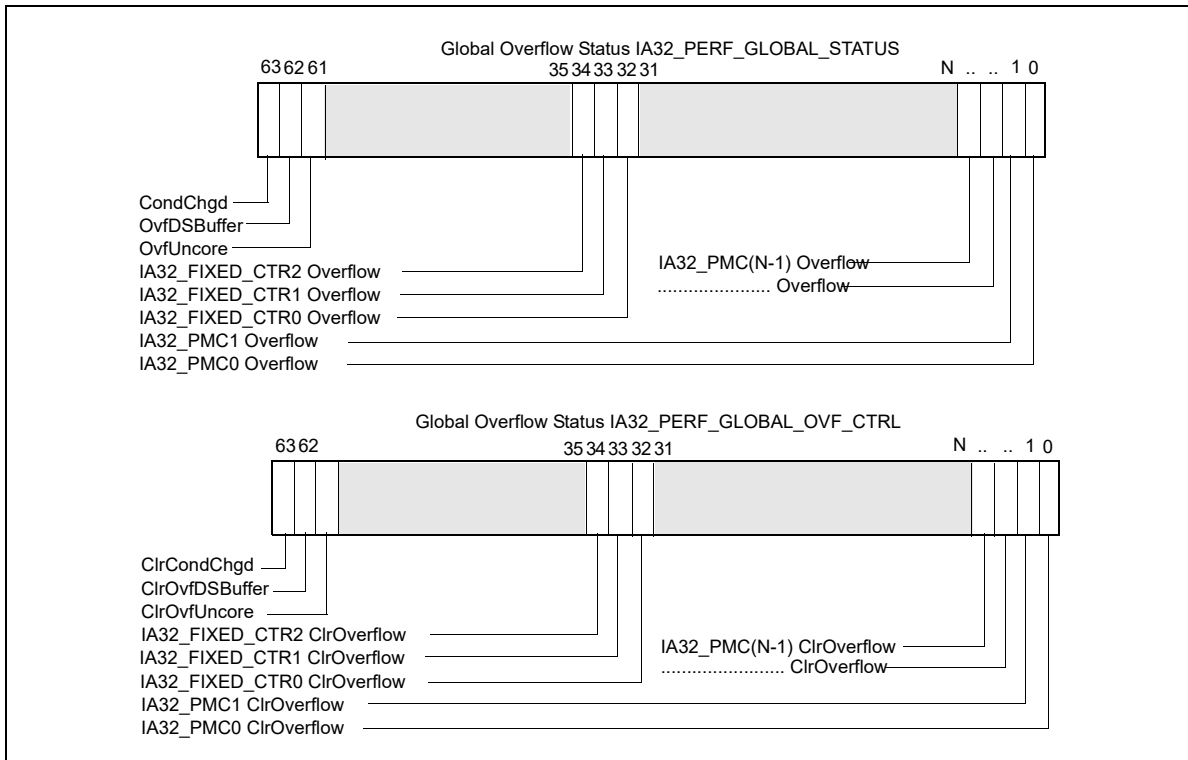 Global Overflow Status IA32_PERF_GLOBAL_STATUS
63 62 61 35 34 33 32 31 N .. .. 1 0
CondChgd
OvfDSBuffer
OvfUncore
IA32_FIXED_CTR2 Overflow
IA32_FIXED_CTR1 Overflow
IA32_FIXED_CTR0 Overflow
IA32_PMC1 Overflow
IA32_PMC0 Overflow
IA32_PMC(N-1) Overflow
...................... Overflow
Global Overflow Status IA32_PERF_GLOBAL_OVF_CTRL
63 62 35 34 33 32 31 N .. .. 1 0
ClrCondChgd
ClrOvfDSBuffer
ClrOvfUncore
IA32_FIXED_CTR2 ClrOverflow
IA32_FIXED_CTR1 ClrOverflow
IA32_FIXED_CTR0 ClrOverflow
IA32_PMC1 ClrOverflow
IA32_PMC0 ClrOverflow
IA32_PMC(N-1) ClrOverflow
........................ ClrOverflow